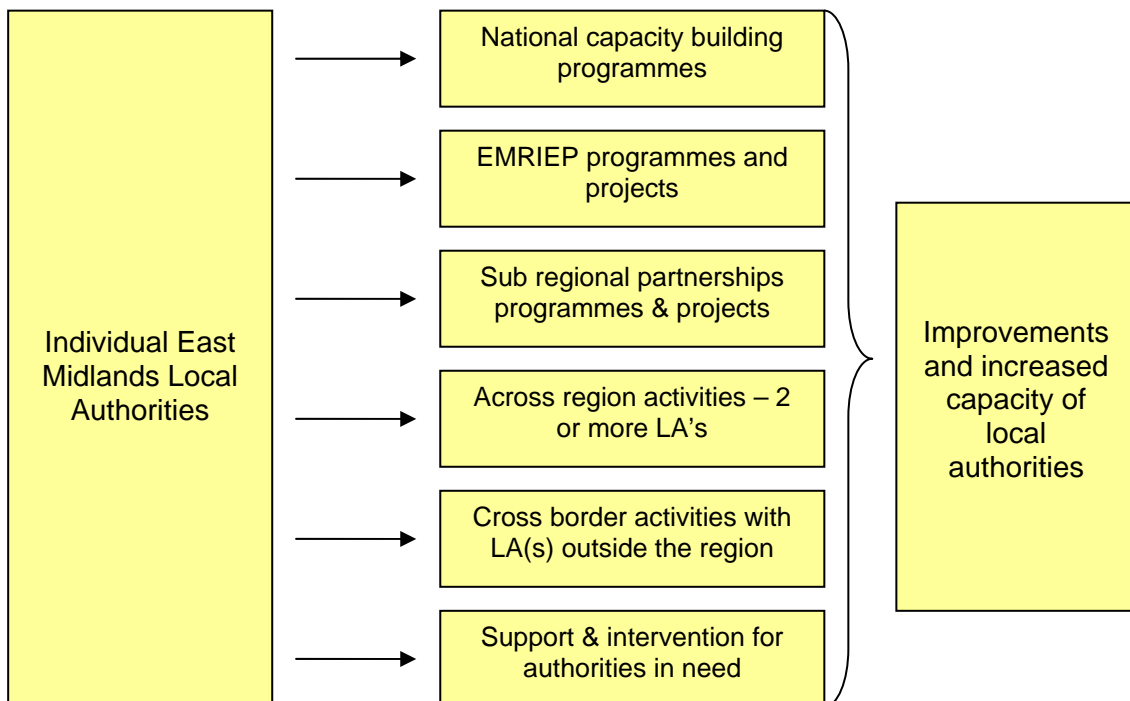 Individual East
Midlands Local
Authorities
National capacity building
programmes
EMRIEP programmes and
projects
Sub regional partnerships
programmes & projects
Across region activities – 2
or more LA's
Cross border activities with
LA(s) outside the region
Support & intervention for
authorities in need
Improvements
and increased
capacity of
local
authorities